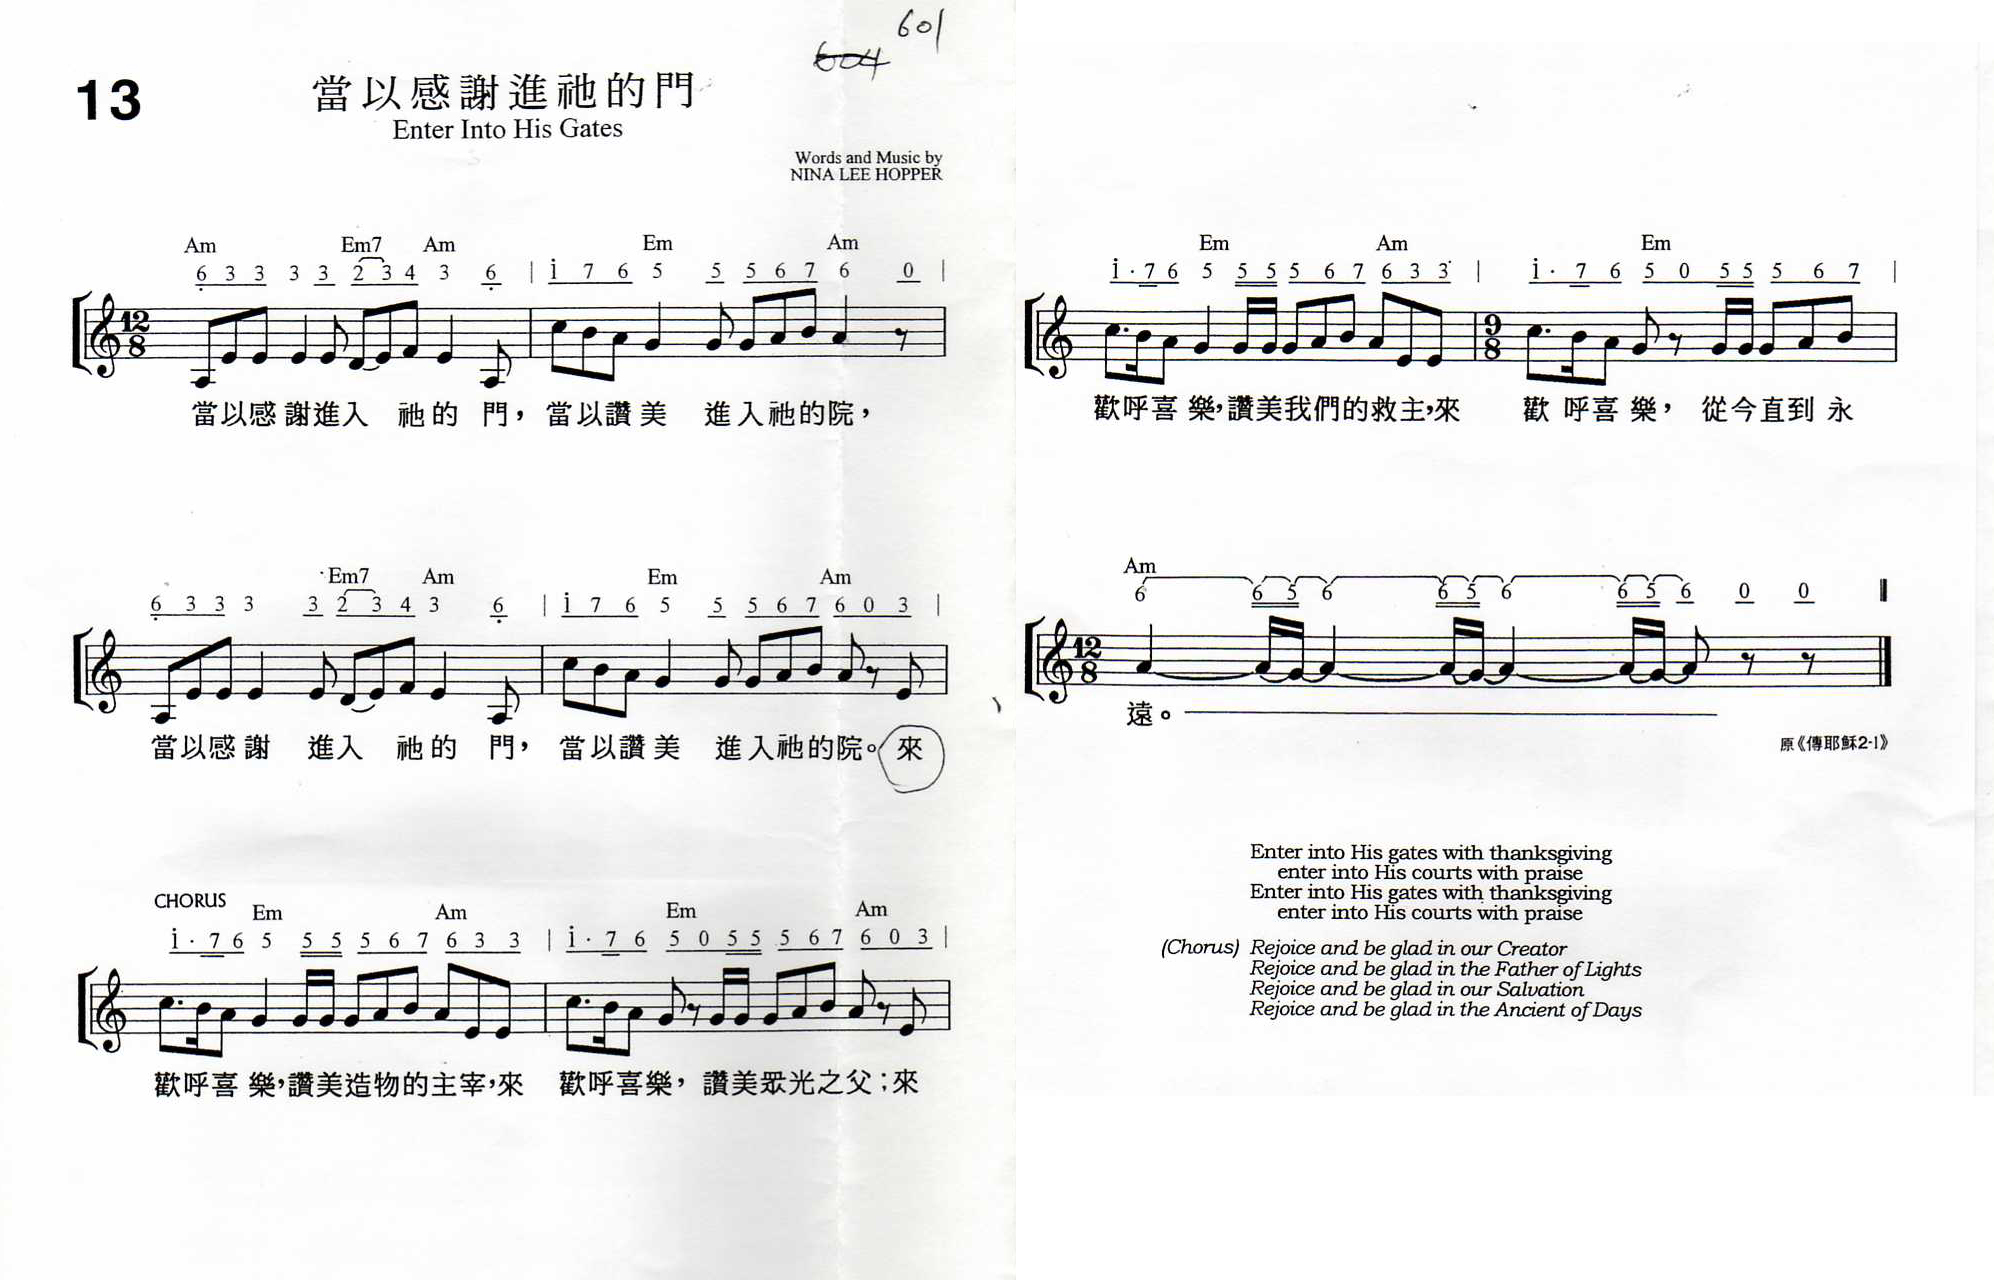 601
604
13
當以感謝進祂的門
Enter Into His Gates
Words and Music by
NINA LEE HOPPER
Am Em7 Am Em Am
6 3 3 3 3 2 3 4 3 6 | i 7 6 5 5 5 6 7 6 0 |
12 8
當以感謝進入 祂的 門，當以讚美 進入祂的院，
Em7 Am Em Am
6 3 3 3 3 2 3 4 3 6 | i 7 6 5 5 5 6 7 6 0 3 |
當以感謝 進入 祂的 門，當以讚美 進入祂的院。來
CHORUS
Em Am Em Am
i · 7 6 5 5 5 5 6 7 6 3 3 | i · 7 6 5 0 5 5 5 6 7 6 0 3 |
歡呼喜樂，讚美造物的主宰，來 歡呼喜樂，讚美眾光之父；來
Em Am Em
i · 7 6 5 5 5 5 6 7 6 3 3 | i · 7 6 5 0 5 5 5 6 7 |
9 8
歡呼喜樂，讚美我們的救主，來 歡呼喜樂，從今直到永
Am
6 6 5 6 6 5 6 6 5 6 0 0
12 8
遠。
原《傳耶穌2-1》
Enter into His gates with thanksgiving
enter into His courts with praise
Enter into His gates with thanksgiving
enter into His courts with praise
(Chorus) Rejoice and be glad in our Creator
Rejoice and be glad in the Father of Lights
Rejoice and be glad in our Salvation
Rejoice and be glad in the Ancient of Days